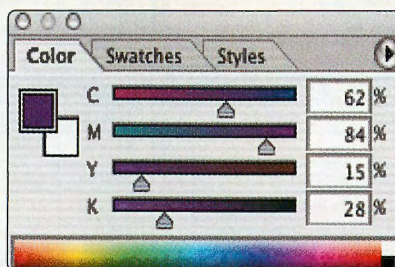 Color Swatches Styles
C 62 %
M 84 %
Y 15 %
K 28 %